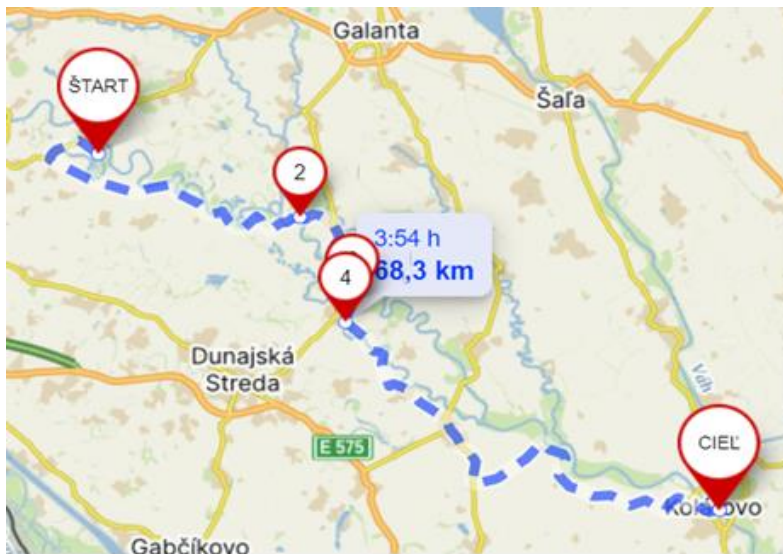 Galanta
ŠTART
Šaľa
2
3:54 h
68,3 km
4
Dunajská
Streda
Váh
E 575
CIEĽ
Gabčíkovo